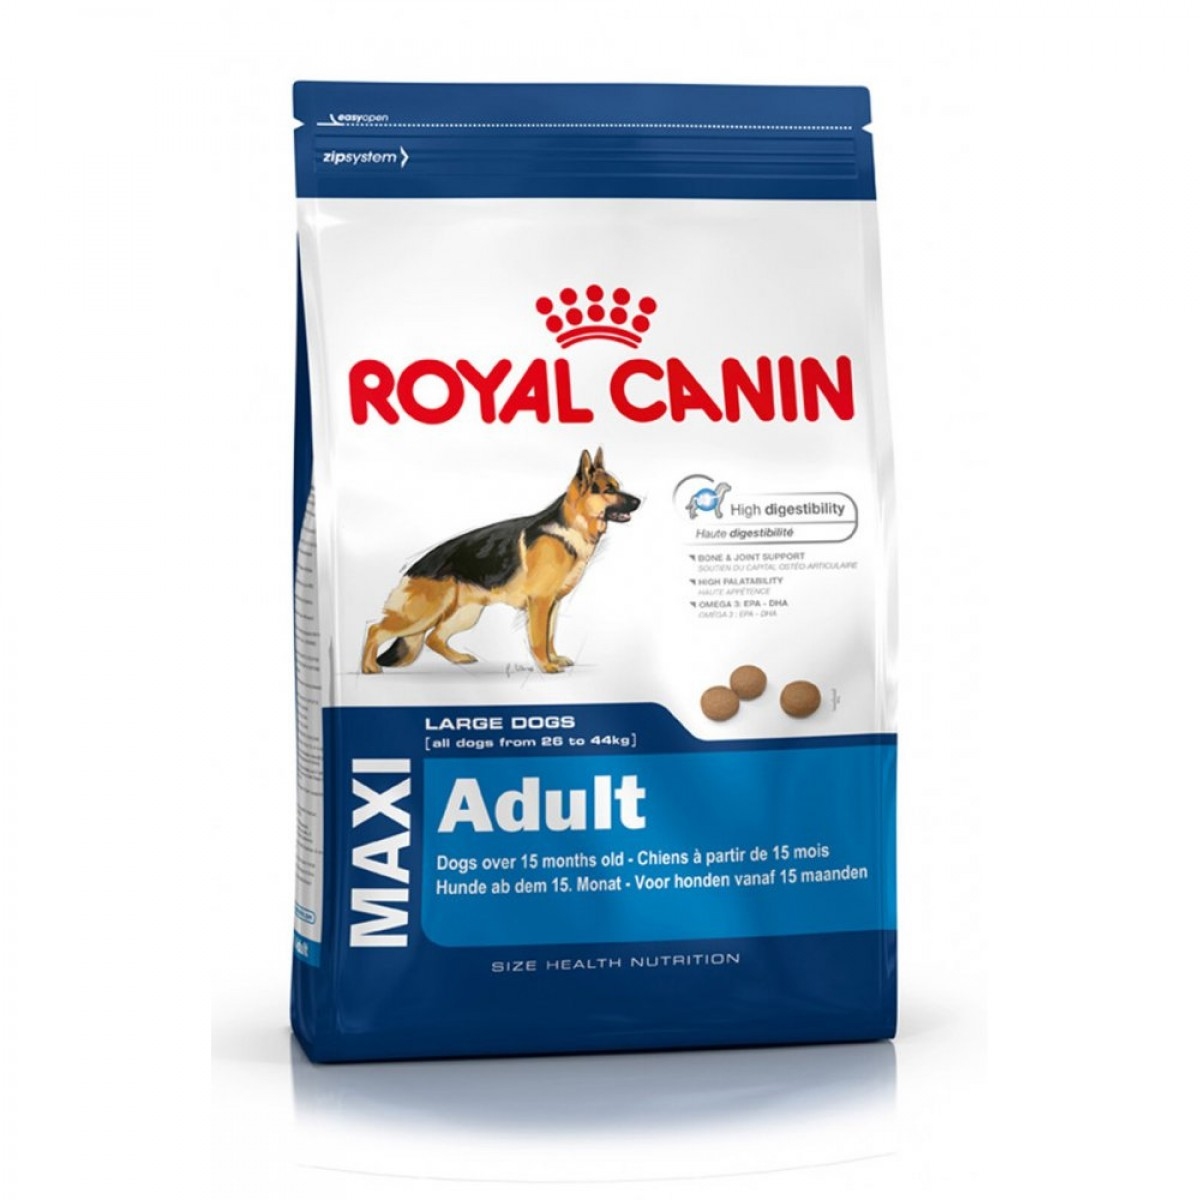 easyopen
zipsystem
ROYAL CANIN
High digestibility
Haute digestibilité
BONE & JOINT SUPPORT
SOUTIEN DU CAPITAL OSTÉO-ARTICULAIRE
HIGH PALATABILITY
HAUTE APPÉTENCE
OMEGA 3: EPA - DHA
OMÉGA 3 : EPA - DHA
LARGE DOGS
[all dogs from 26 to 44kg]
MAXI
Adult
Dogs over 15 months old - Chiens à partir de 15 mois
Hunde ab dem 15. Monat - Voor honden vanaf 15 maanden
SIZE HEALTH NUTRITION
Adult